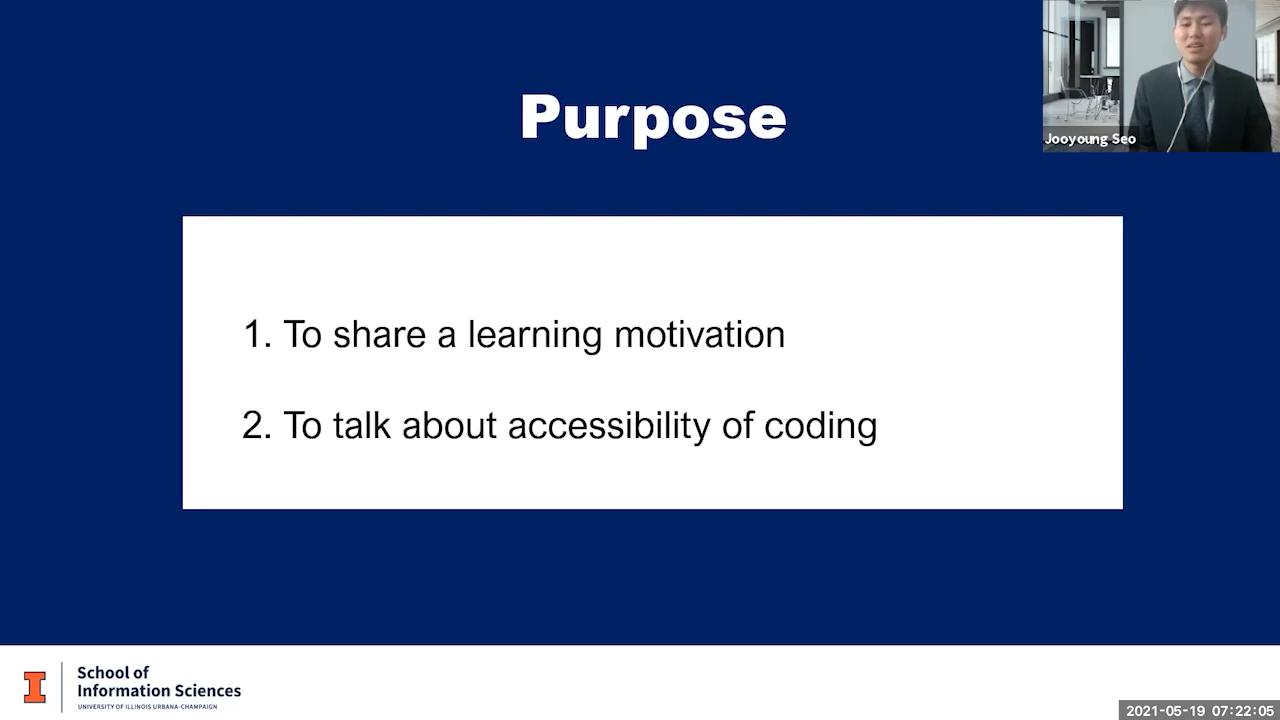 Purpose
Jooyoung Seo
1. To share a learning motivation
2. To talk about accessibility of coding
I
School of
Information Sciences
UNIVERSITY OF ILLINOIS URBANA-CHAMPAIGN
2021-05-19 07:22:05